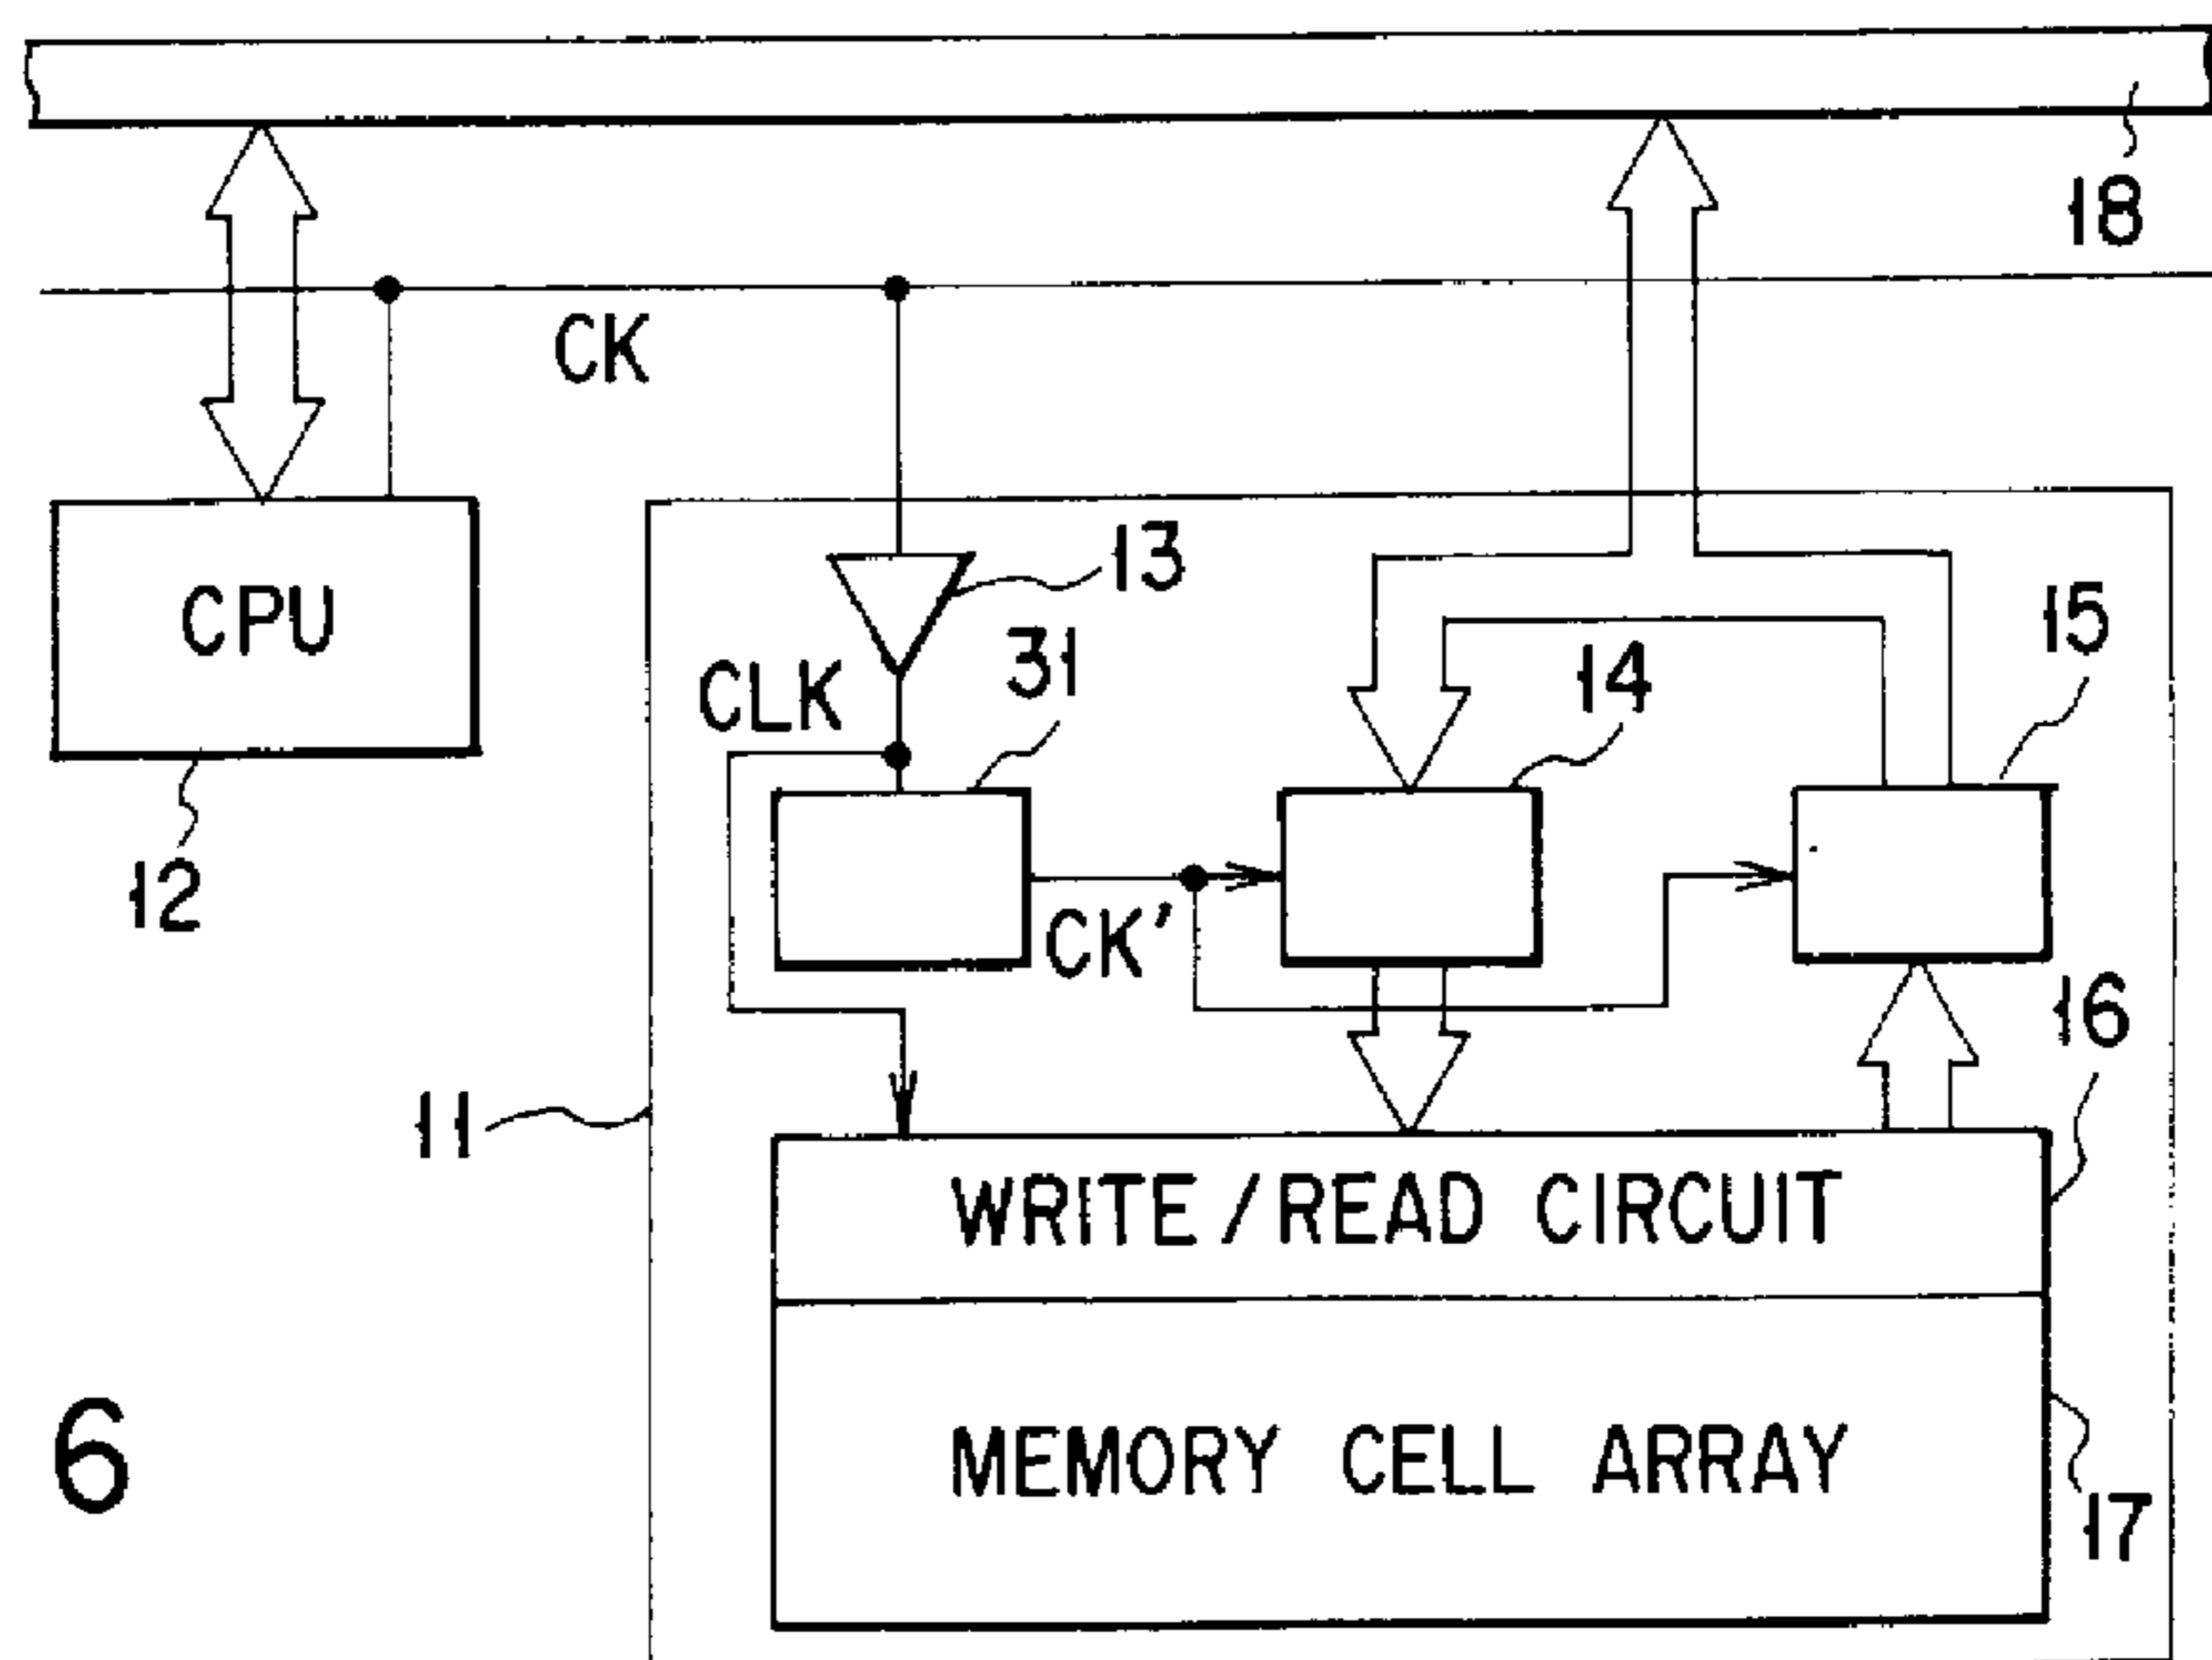 18
CK
13
CPU
15
31
14
CLK
12
CK'
16
11
WRITE/READ CIRCUIT
6
MEMORY CELL ARRAY
17